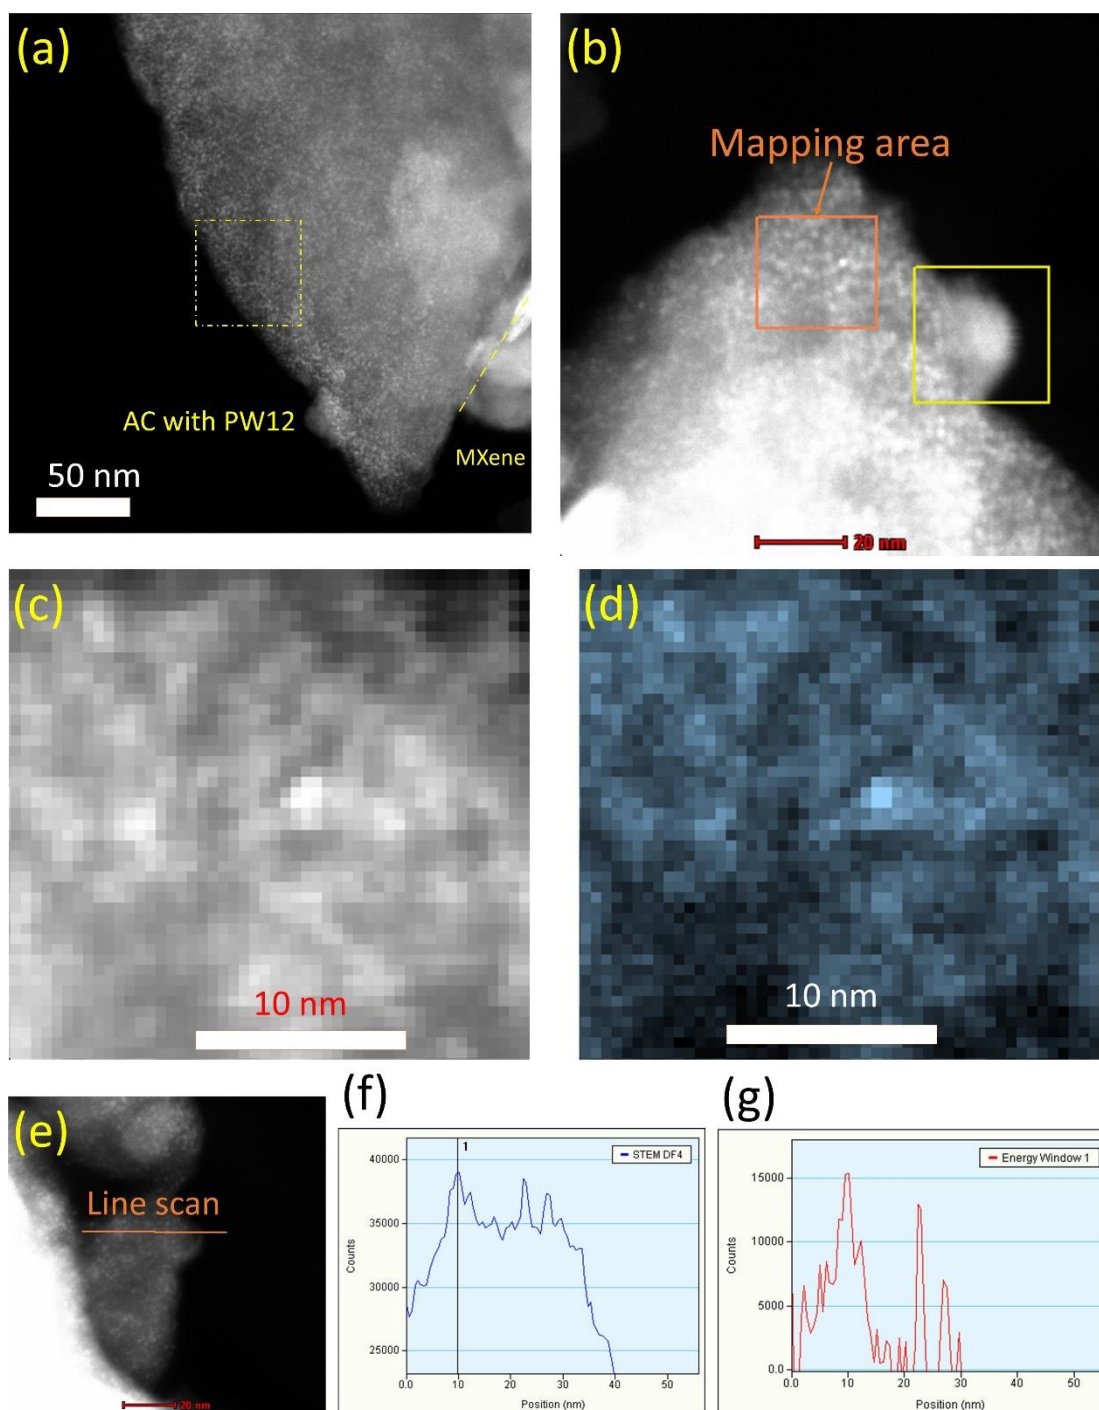 (a)
AC with PW12
MXene
50 nm
(b)
Mapping area
20 nm
(c)
10 nm
(d)
10 nm
(e)
Line scan
20 nm
(f)
1
STEM DF4
40000
35000
30000
25000
Counts
0.0 10 20 30 40 50
Position (nm)
(g)
Energy Window 1
15000
10000
5000
0.0
Counts
0.0 10 20 30 40 50
Position (nm)